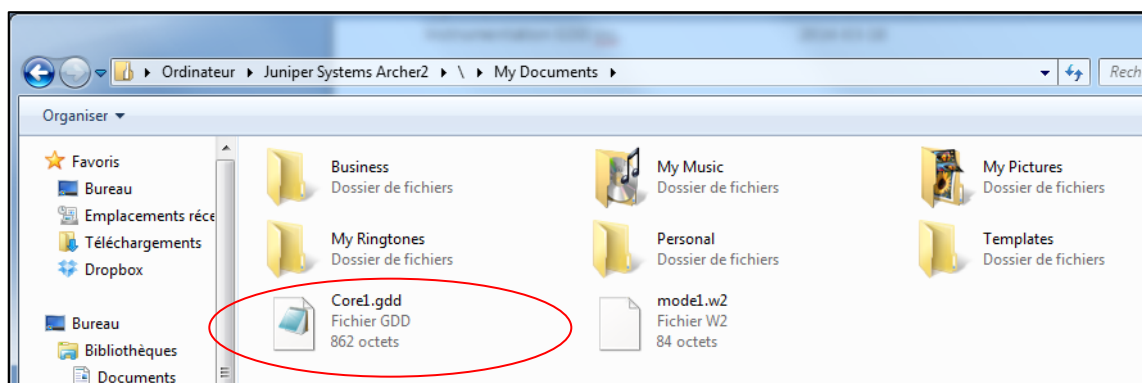 Ordinateur Juniper Systems Archer2 \ My Documents
Rech
Organiser
Favoris
Bureau
Emplacements réce
Téléchargements
Dropbox
Bureau
Bibliothèques
Documents
Business
Dossier de fichiers
My Music
Dossier de fichiers
My Pictures
Dossier de fichiers
My Ringtones
Dossier de fichiers
Personal
Dossier de fichiers
Templates
Dossier de fichiers
Core1.gdd
Fichier GDD
862 octets
mode1.w2
Fichier W2
84 octets